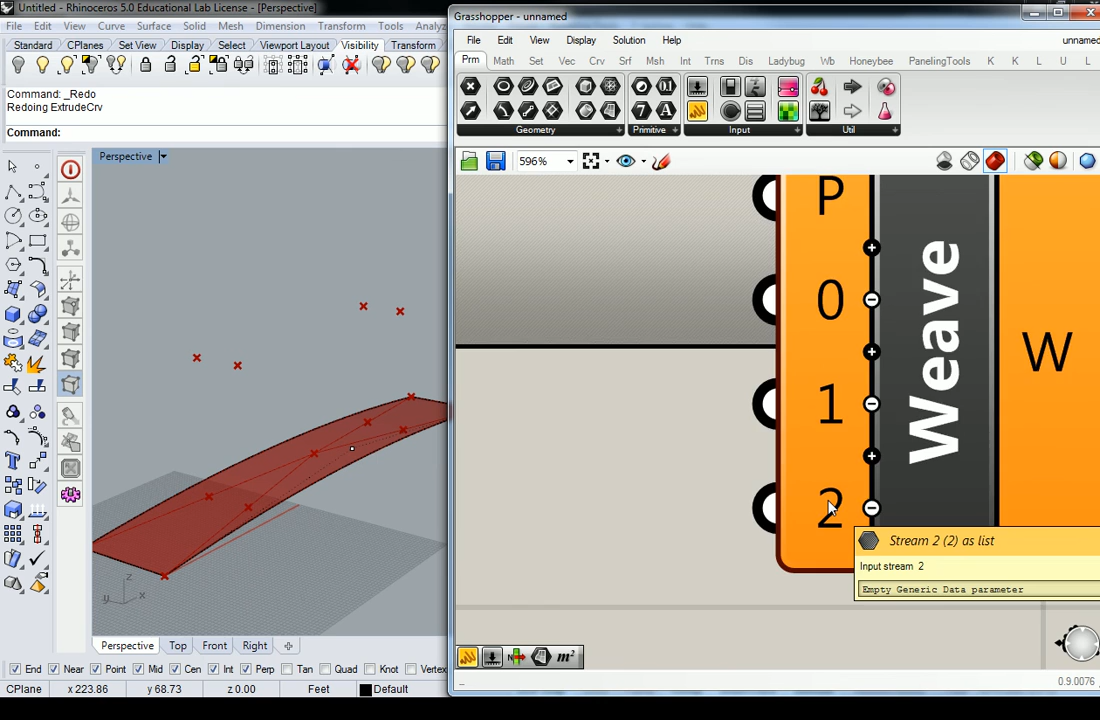 Untitled - Rhinoceros 5.0 Educational Lab License - [Perspective]
File Edit View Curve Surface Solid Mesh Dimension Transform Tools Analyz
Standard CPlanes Set View Display Select Viewport Layout Visibility Transform
Command: _Redo
Redoing ExtrudeCrv
Command:
Perspective
z
y x
Perspective Top Front Right
End Near Point Mid Cen Int Perp Tan Quad Knot Vertex
CPlane x 223.86 y 68.73 z 0.00 Feet Default
Grasshopper - unnamed
File Edit View Display Solution Help unnamed
Prm Math Set Vec Crv Srf Msh Int Trns Dis Ladybug Wb Honeybee PanelingTools K K L U L
Geometry Primitive Input Util
596%
P
0
1
2
Weave
W
Stream 2 (2) as list
Input stream 2
Empty Generic Data parameter
m²
0.9.0076